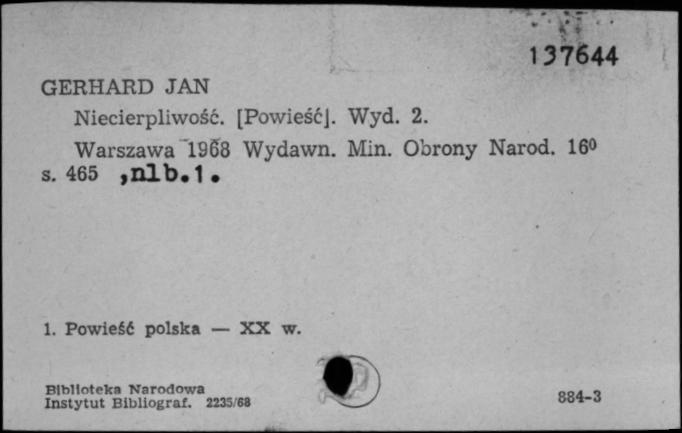 137644
GERHARD JAN
Niecierpliwość. [Powieść]. Wyd. 2.
Warszawa 1968 Wydawn. Min. Obrony Narod. 16⁰
s. 465 ,nlb.1.
1. Powieść polska — XX w.
Biblioteka Narodowa
Instytut Bibliograf. 2235/68
884-3